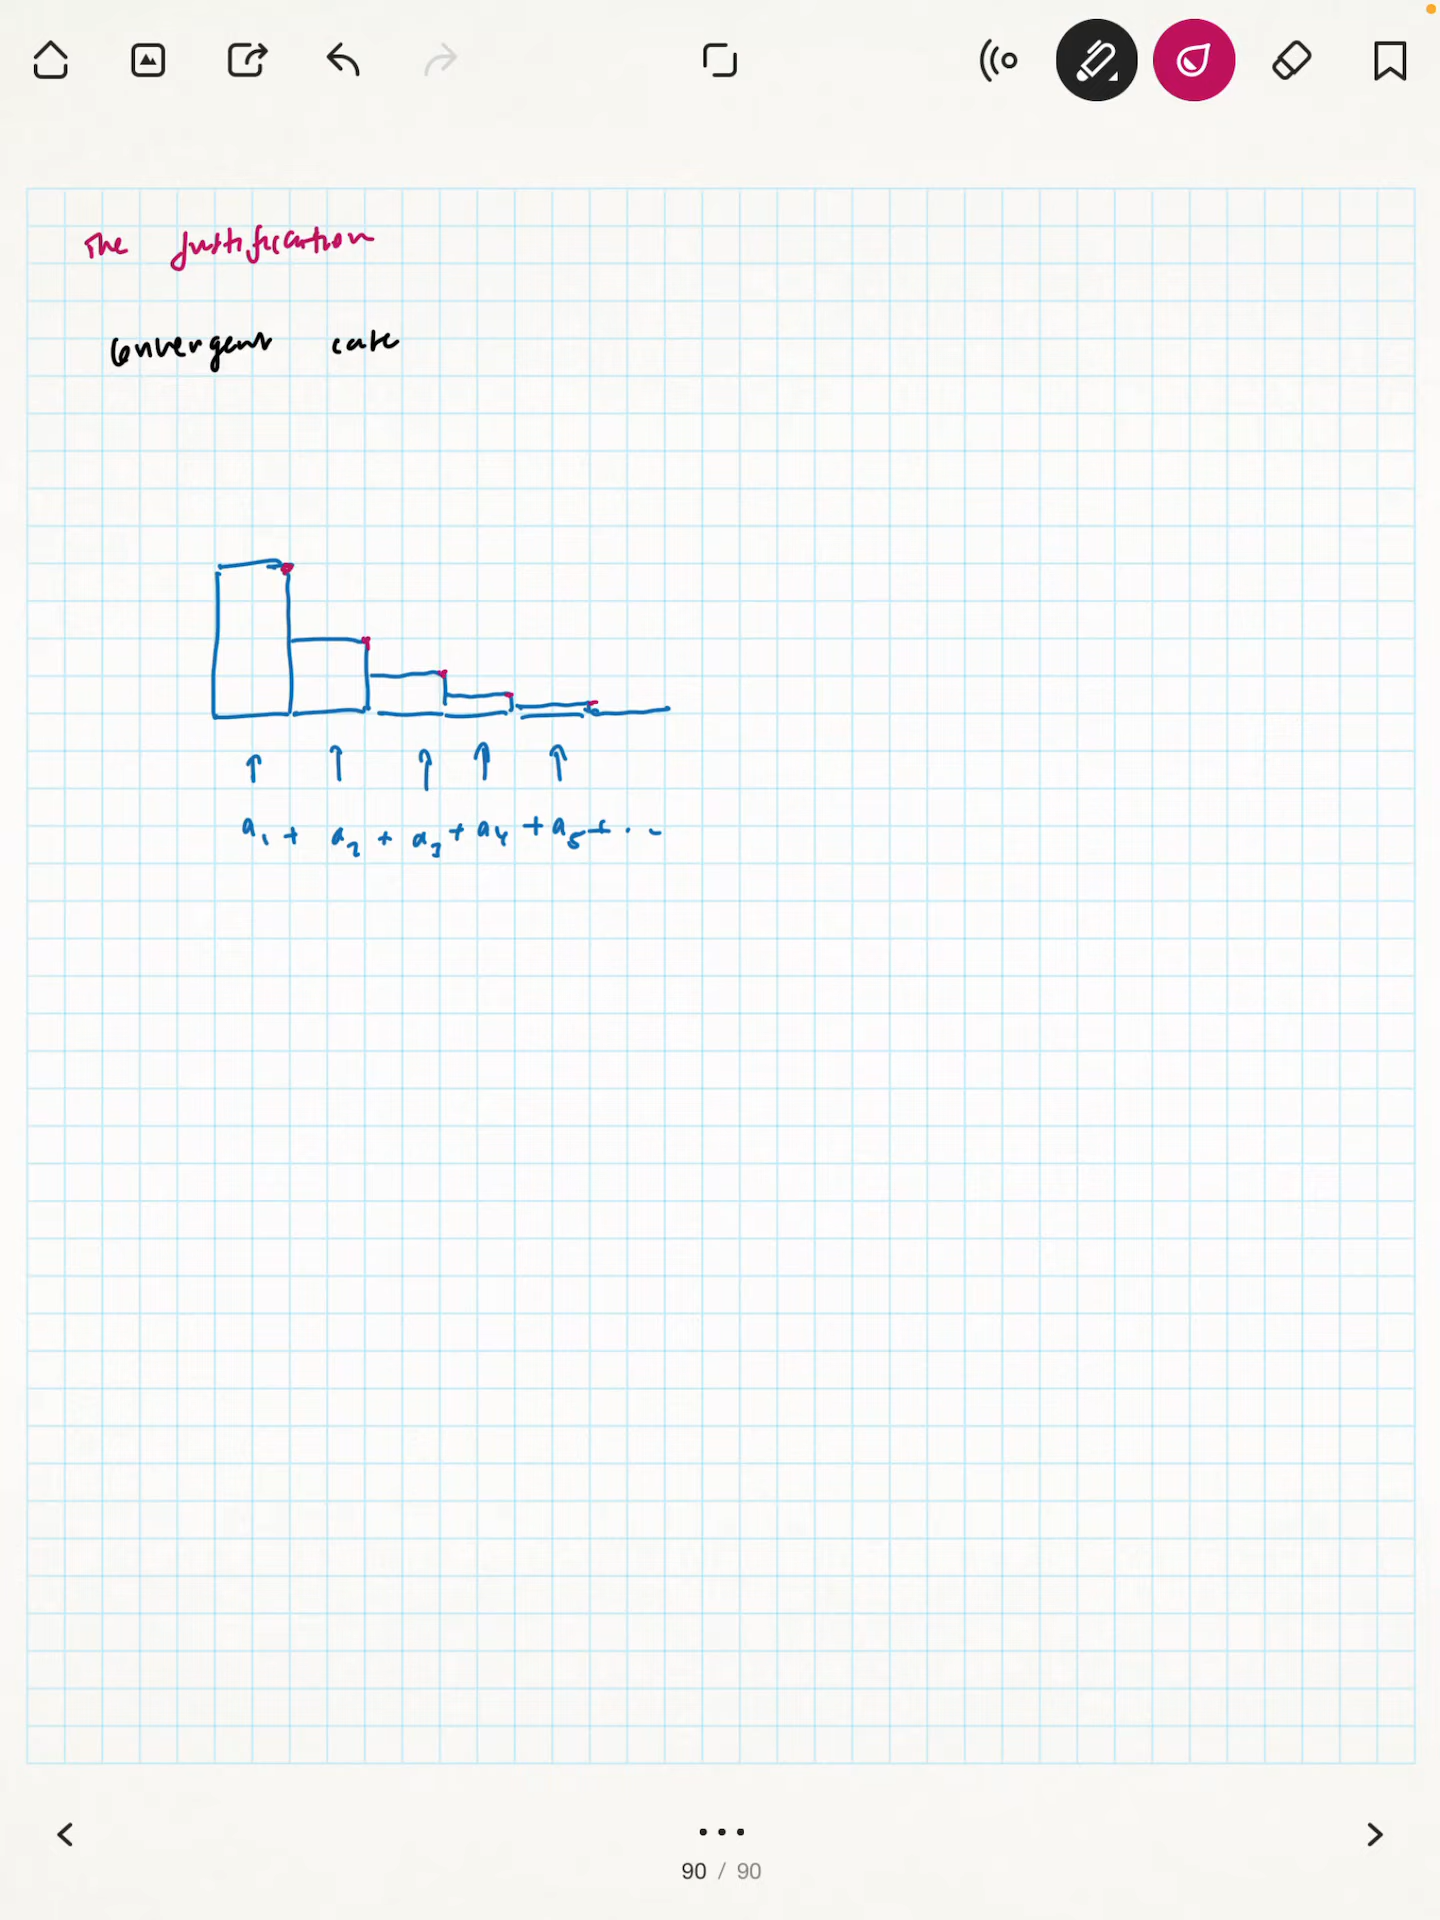 The Justification
Convergent case
a₁ + a₂ + a₃ + a₄ + a₅ + ...
90 / 90